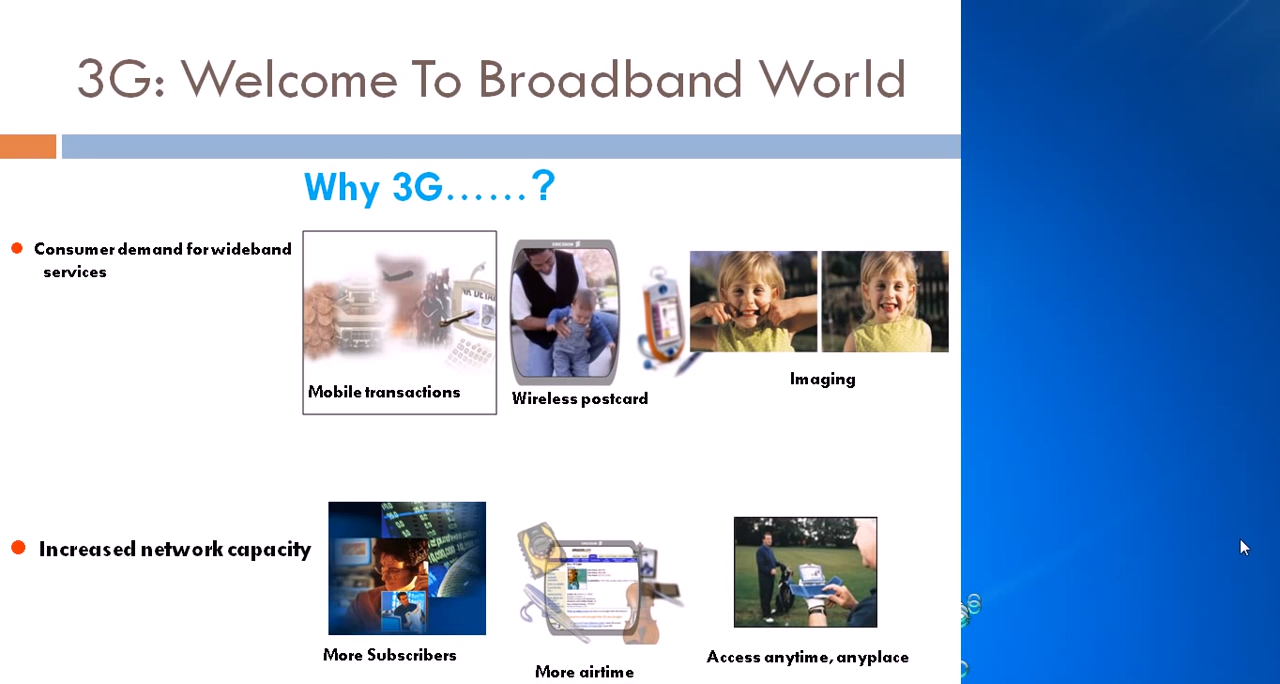 3G: Welcome To Broadband World
Why 3G......?
Consumer demand for wideband
services
ERICSSON
Mobile transactions
Wireless postcard
Imaging
Increased network capacity
More Subscribers
More airtime
Access anytime, anyplace